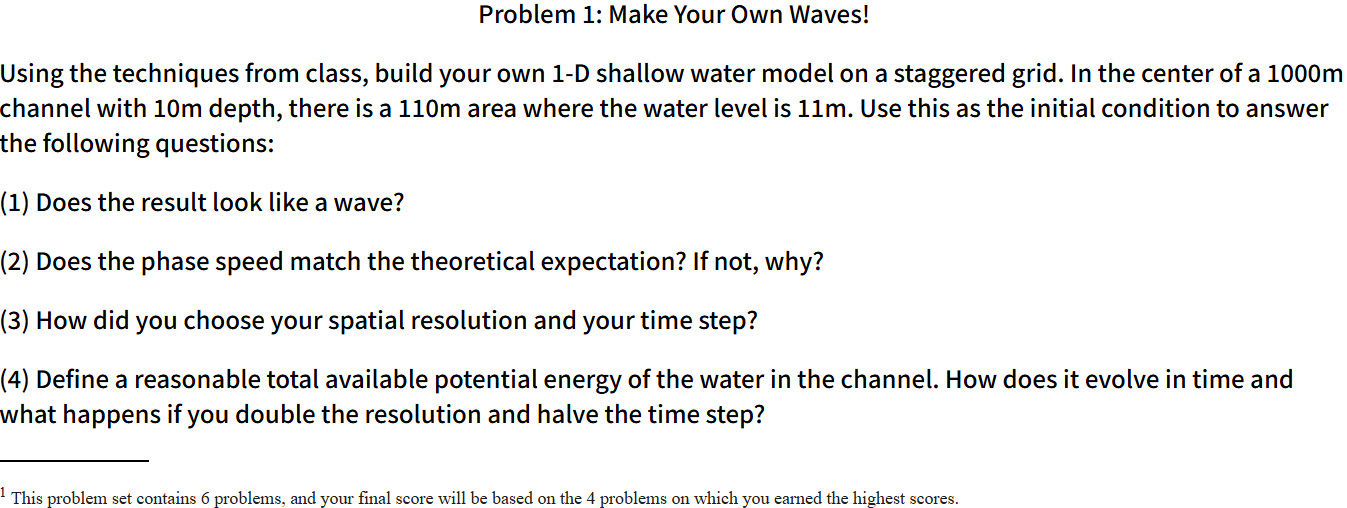 Problem 1: Make Your Own Waves!
Using the techniques from class, build your own 1-D shallow water model on a staggered grid. In the center of a 1000m
channel with 10m depth, there is a 110m area where the water level is 11m. Use this as the initial condition to answer
the following questions:
(1) Does the result look like a wave?
(2) Does the phase speed match the theoretical expectation? If not, why?
(3) How did you choose your spatial resolution and your time step?
(4) Define a reasonable total available potential energy of the water in the channel. How does it evolve in time and
what happens if you double the resolution and halve the time step?
1 This problem set contains 6 problems, and your final score will be based on the 4 problems on which you earned the highest scores.